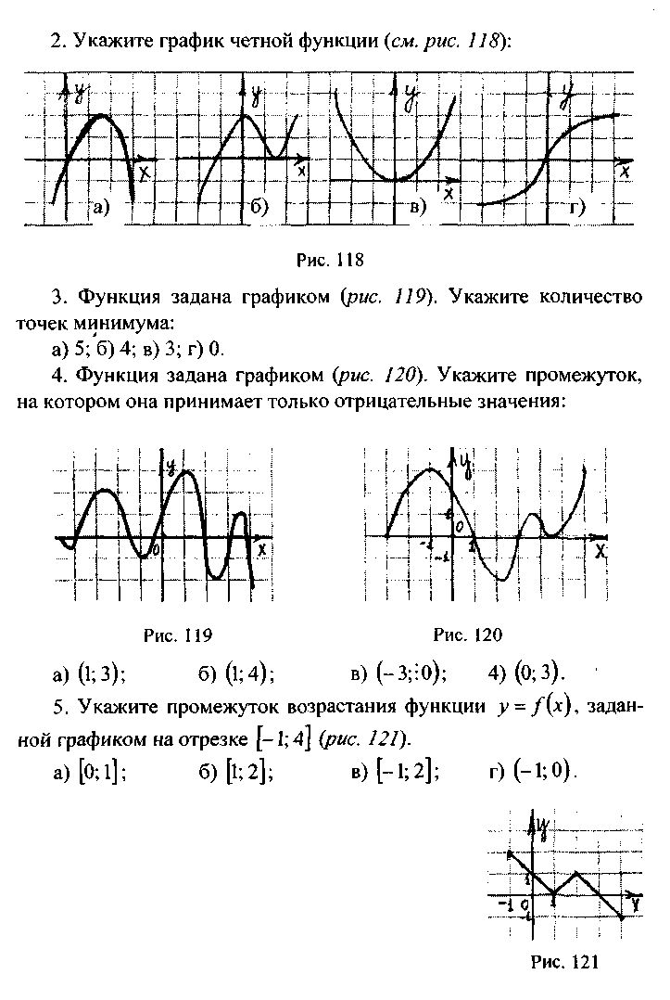 2. Укажите график четной функции (см. рис. 118):
y y y y
x x x x
а) б) в) г)
Рис. 118
3. Функция задана графиком (рис. 119). Укажите количество
точек минимума:
а) 5; б) 4; в) 3; г) 0.
4. Функция задана графиком (рис. 120). Укажите промежуток,
на котором она принимает только отрицательные значения:
y y
1
0 x -1 0 1 x
-1
Рис. 119 Рис. 120
а) (1; 3); б) (1; 4); в) (-3; 0); 4) (0; 3).
5. Укажите промежуток возрастания функции y = f(x), задан-
ной графиком на отрезке [-1; 4] (рис. 121).
а) [0; 1]; б) [1; 2]; в) [-1; 2]; г) (-1; 0).
y
1
-1 0 1 Y
-1
Рис. 121